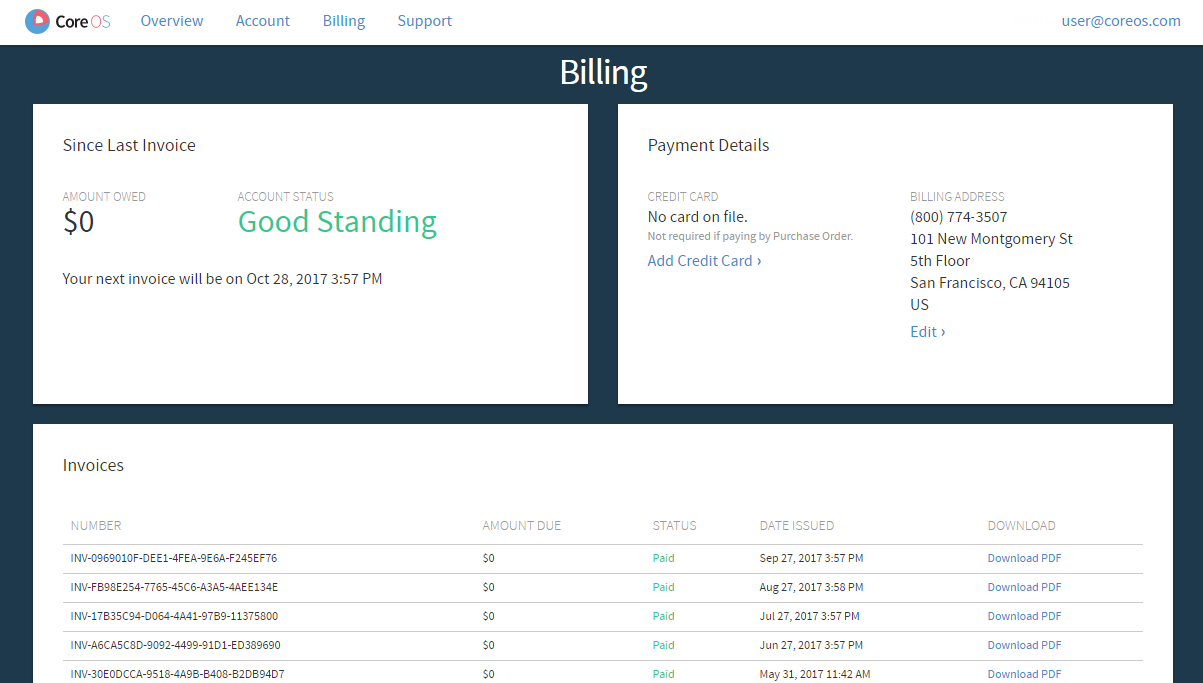 CoreOS Overview Account Billing Support user@coreos.com
Billing
Since Last Invoice
AMOUNT OWED ACCOUNT STATUS
$0 Good Standing
Your next invoice will be on Oct 28, 2017 3:57 PM
Payment Details
CREDIT CARD
No card on file.
Not required if paying by Purchase Order.
Add Credit Card ›
BILLING ADDRESS
(800) 774-3507
101 New Montgomery St
5th Floor
San Francisco, CA 94105
US
Edit ›
Invoices
NUMBER AMOUNT DUE STATUS DATE ISSUED DOWNLOAD
INV-0969010F-DEE1-4FEA-9E6A-F245EF76 $0 Paid Sep 27, 2017 3:57 PM Download PDF
INV-FB98E254-7765-45C6-A3A5-4AEE134E $0 Paid Aug 27, 2017 3:58 PM Download PDF
INV-17B35C94-D064-4A41-97B9-11375800 $0 Paid Jul 27, 2017 3:57 PM Download PDF
INV-A6CA5C8D-9092-4499-91D1-ED389690 $0 Paid Jun 27, 2017 3:57 PM Download PDF
INV-30E0DCCA-9518-4A9B-B408-B2DB94D7 $0 Paid May 31, 2017 11:42 AM Download PDF